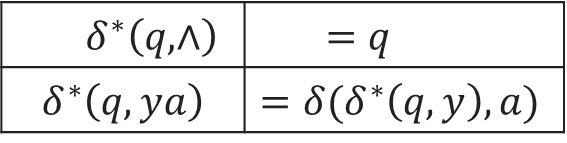 δ*(q,∧) = q
δ*(q, ya) = δ(δ*(q, y), a)